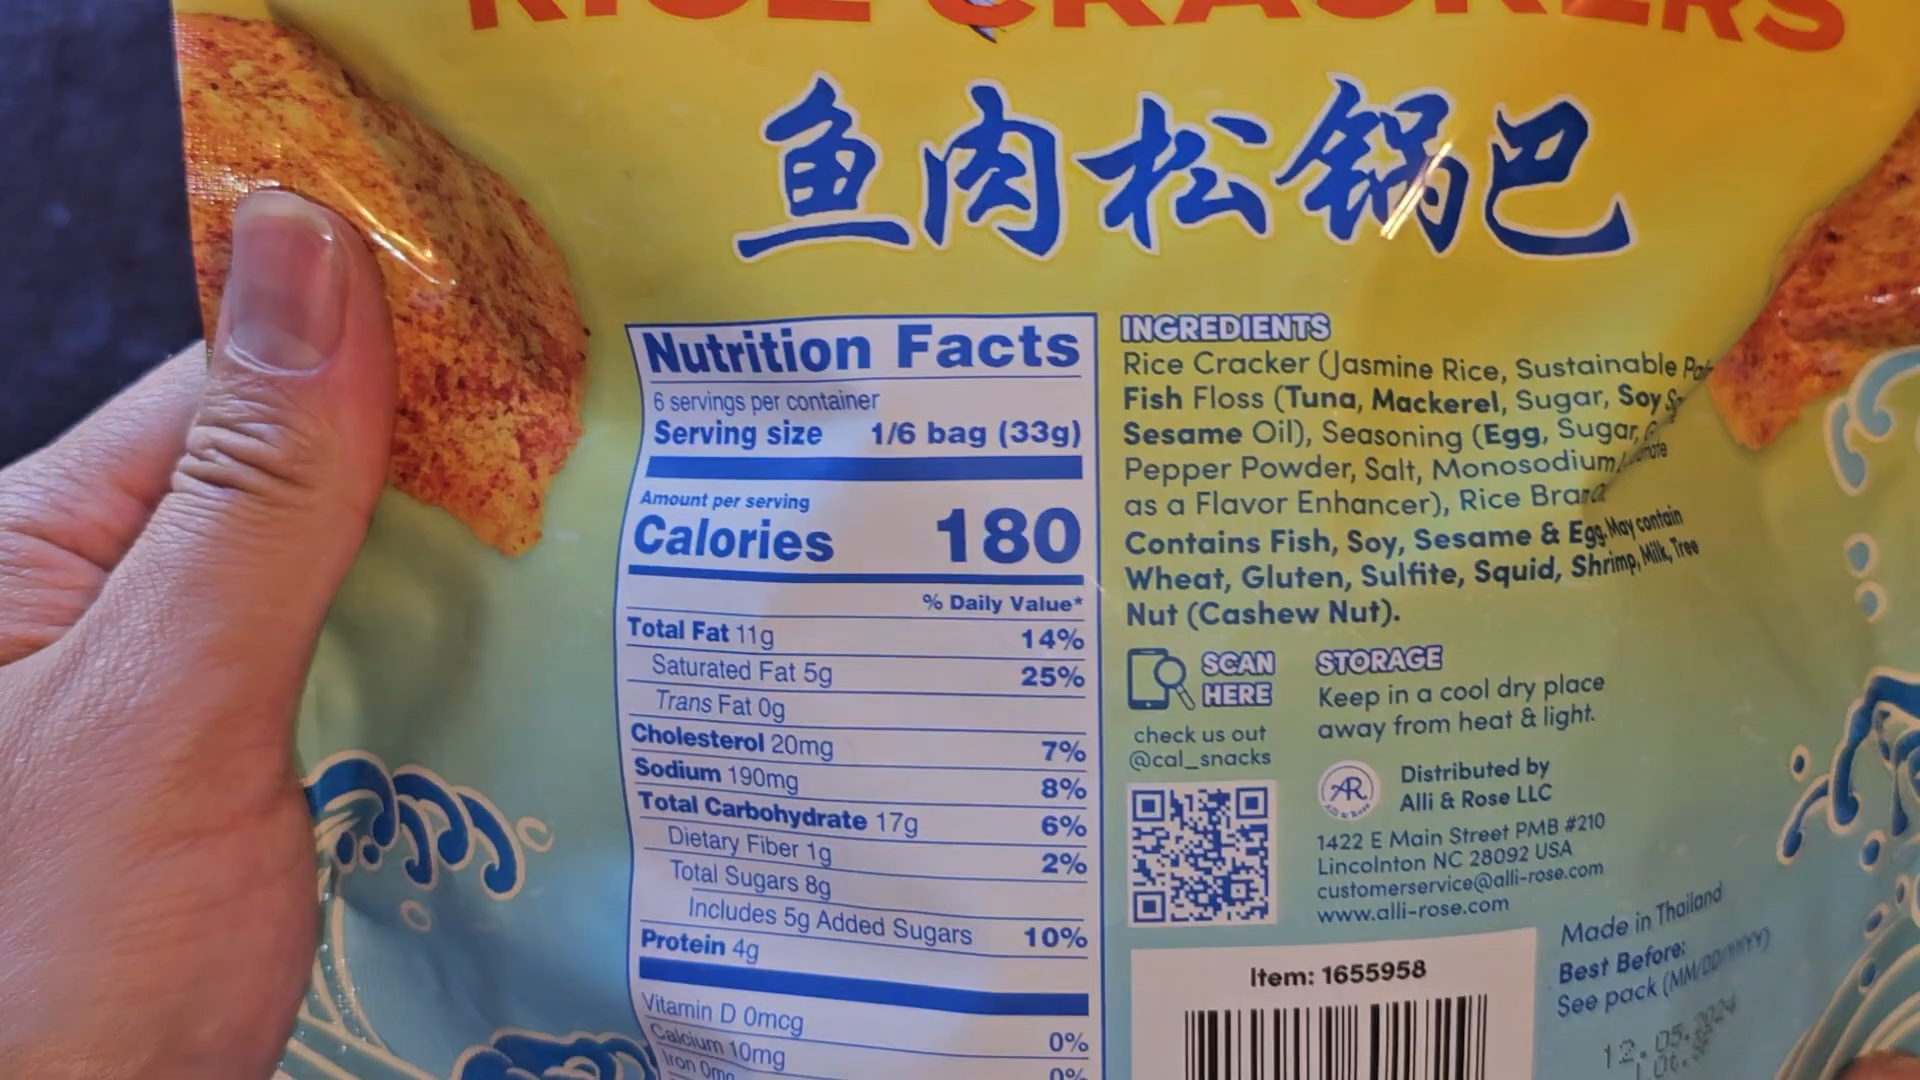 RICE CRACKERS
鱼肉松锅巴
Nutrition Facts
6 servings per container
Serving size 1/6 bag (33g)
Amount per serving
Calories 180
% Daily Value*
Total Fat 11g 14%
Saturated Fat 5g 25%
Trans Fat 0g
Cholesterol 20mg 7%
Sodium 190mg 8%
Total Carbohydrate 17g 6%
Dietary Fiber 1g 2%
Total Sugars 8g
Includes 5g Added Sugars 10%
Protein 4g
Vitamin D 0mcg 0%
Calcium 10mg 0%
Iron 0mg
INGREDIENTS
Rice Cracker (Jasmine Rice, Sustainable
Fish Floss (Tuna, Mackerel, Sugar, Soy
Sesame Oil), Seasoning (Egg, Sugar,
Pepper Powder, Salt, Monosodium
as a Flavor Enhancer), Rice
Contains Fish, Soy, Sesame & Egg. May contain
Wheat, Gluten, Sulfite, Squid, Shrimp, Milk, Tree
Nut (Cashew Nut).
SCAN
HERE
check us out
@cal_snacks
STORAGE
Keep in a cool dry place
away from heat & light.
AR
Distributed by
Alli & Rose LLC
1422 E Main Street PMB #210
Lincolnton NC 28092 USA
customerservice@alli-rose.com
www.alli-rose.com
Item: 1655958
Made in Thailand
Best Before:
See pack (MM/DD/YYYY)
12.05.2024